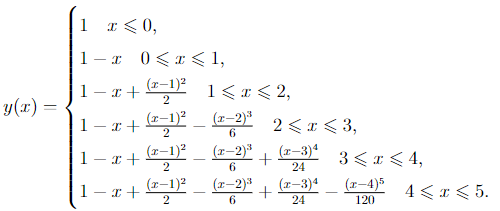 1 x ⩽ 0,
1 − x 0 ⩽ x ⩽ 1,
1 − x + (x−1)²/2 1 ⩽ x ⩽ 2,
y(x) = { 1 − x + (x−1)²/2 − (x−2)³/6 2 ⩽ x ⩽ 3,
1 − x + (x−1)²/2 − (x−2)³/6 + (x−3)⁴/24 3 ⩽ x ⩽ 4,
1 − x + (x−1)²/2 − (x−2)³/6 + (x−3)⁴/24 − (x−4)⁵/120 4 ⩽ x ⩽ 5.